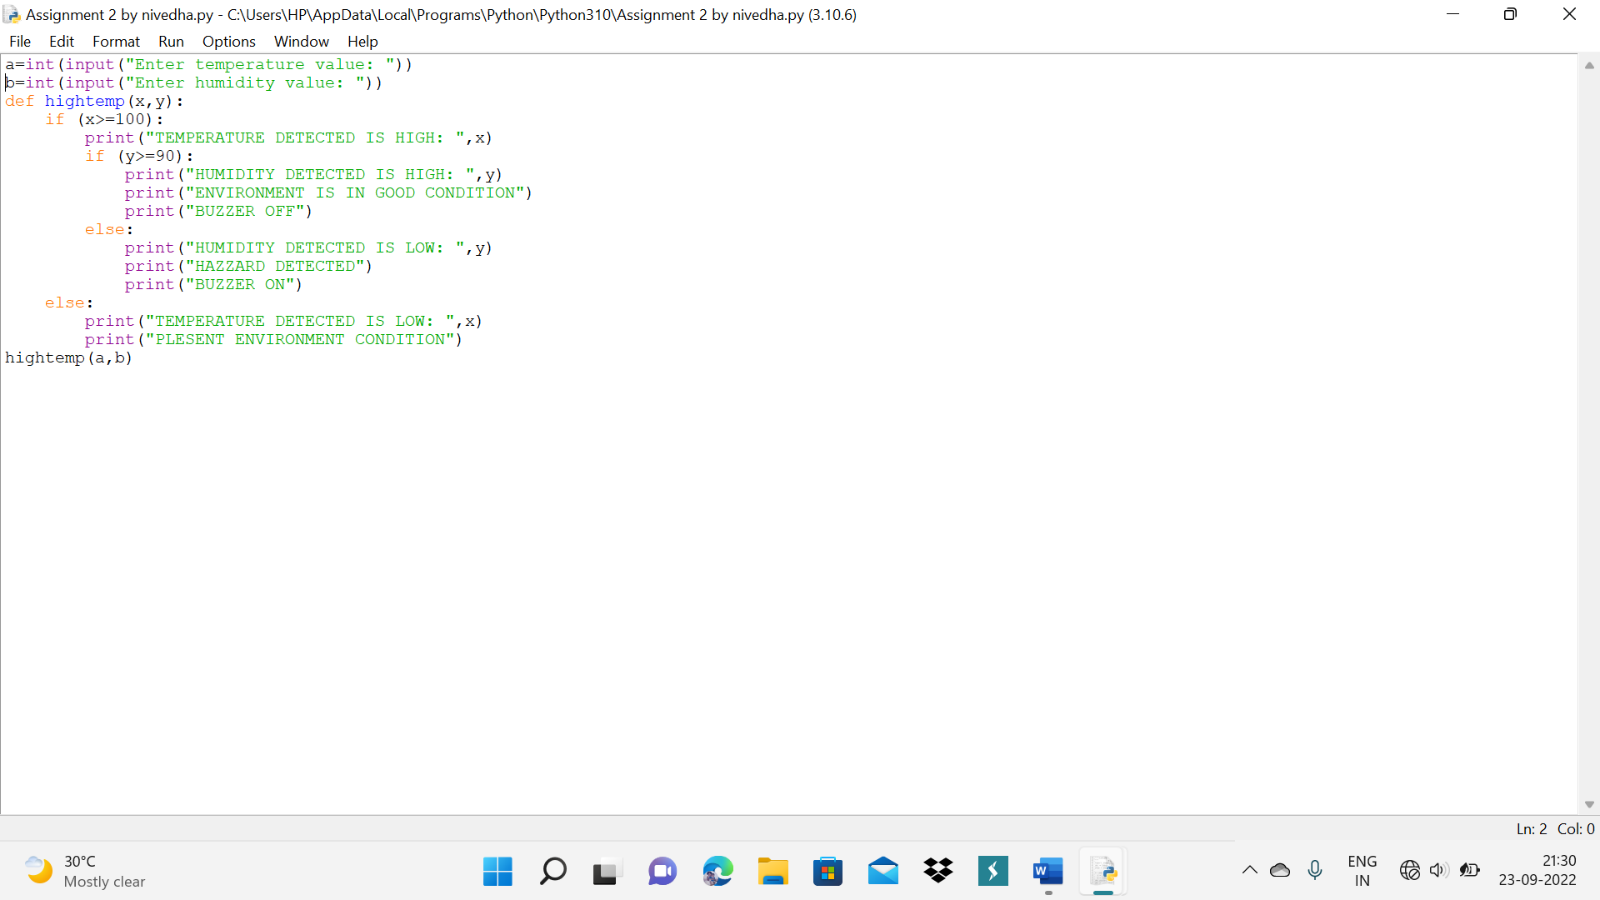 Assignment 2 by nivedha.py - C:\Users\HP\AppData\Local\Programs\Python\Python310\Assignment 2 by nivedha.py (3.10.6)
File Edit Format Run Options Window Help
a=int(input("Enter temperature value: "))
b=int(input("Enter humidity value: "))
def hightemp(x,y):
    if (x>=100):
        print("TEMPERATURE DETECTED IS HIGH: ",x)
        if (y>=90):
            print("HUMIDITY DETECTED IS HIGH: ",y)
            print("ENVIRONMENT IS IN GOOD CONDITION")
            print("BUZZER OFF")
        else:
            print("HUMIDITY DETECTED IS LOW: ",y)
            print("HAZZARD DETECTED")
            print("BUZZER ON")
    else:
        print("TEMPERATURE DETECTED IS LOW: ",x)
        print("PLESENT ENVIRONMENT CONDITION")
hightemp(a,b)
Ln: 2 Col: 0
30°C
Mostly clear
W
ENG
IN
21:30
23-09-2022